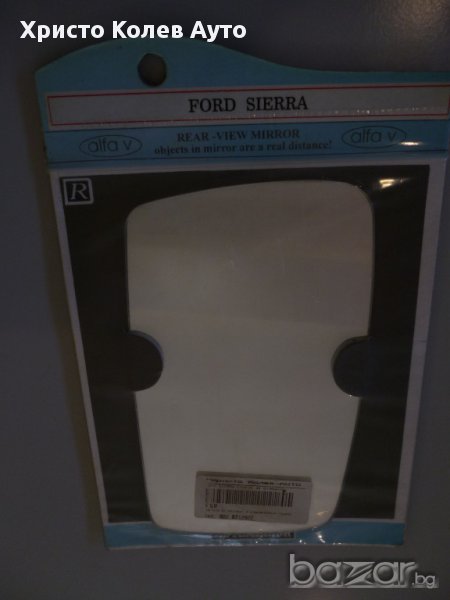 Христо Колев Ауто
FORD SIERRA
REAR -VIEW MIRROR
alfa v
objects in mirror are a real distance!
alfa v
R
bazar.bg